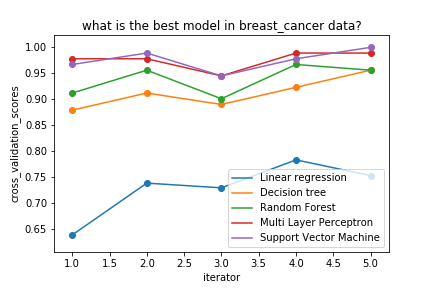 what is the best model in breast_cancer data?
cross_validation_scores
1.00
0.95
0.90
0.85
0.80
0.75
0.70
0.65
Linear regression
Decision tree
Random Forest
Multi Layer Perceptron
Support Vector Machine
1.0 1.5 2.0 2.5 3.0 3.5 4.0 4.5 5.0
iterator